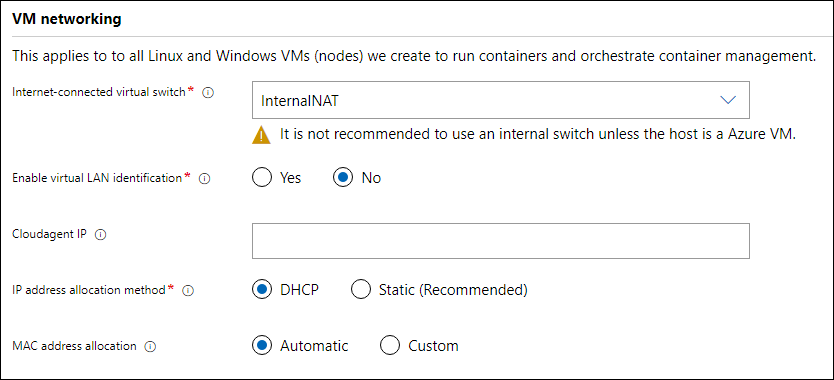 VM networking
This applies to to all Linux and Windows VMs (nodes) we create to run containers and orchestrate container management.
Internet-connected virtual switch*
InternalNAT
It is not recommended to use an internal switch unless the host is a Azure VM.
Enable virtual LAN identification* Yes No
Cloudagent IP
IP address allocation method* DHCP Static (Recommended)
MAC address allocation Automatic Custom